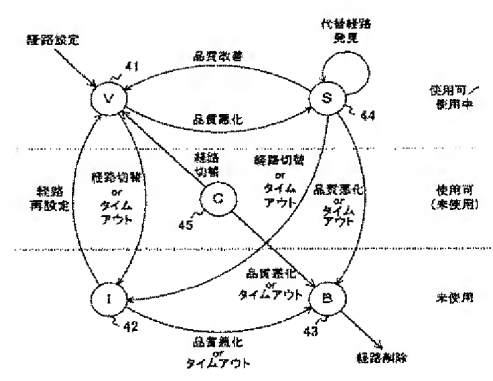 代替経路
発見
経路設定
品質改善
41
V
S
44
使用可/
使用中
品質悪化
経路
切替
経路切替
or
タイム
アウト
品質悪化
or
タイム
アウト
使用可
(未使用)
経路
再設定
経路切替
or
タイム
アウト
C
45
品質悪化
or
タイムアウト
I
42
B
43
未使用
品質悪化
or
タイムアウト
経路削除